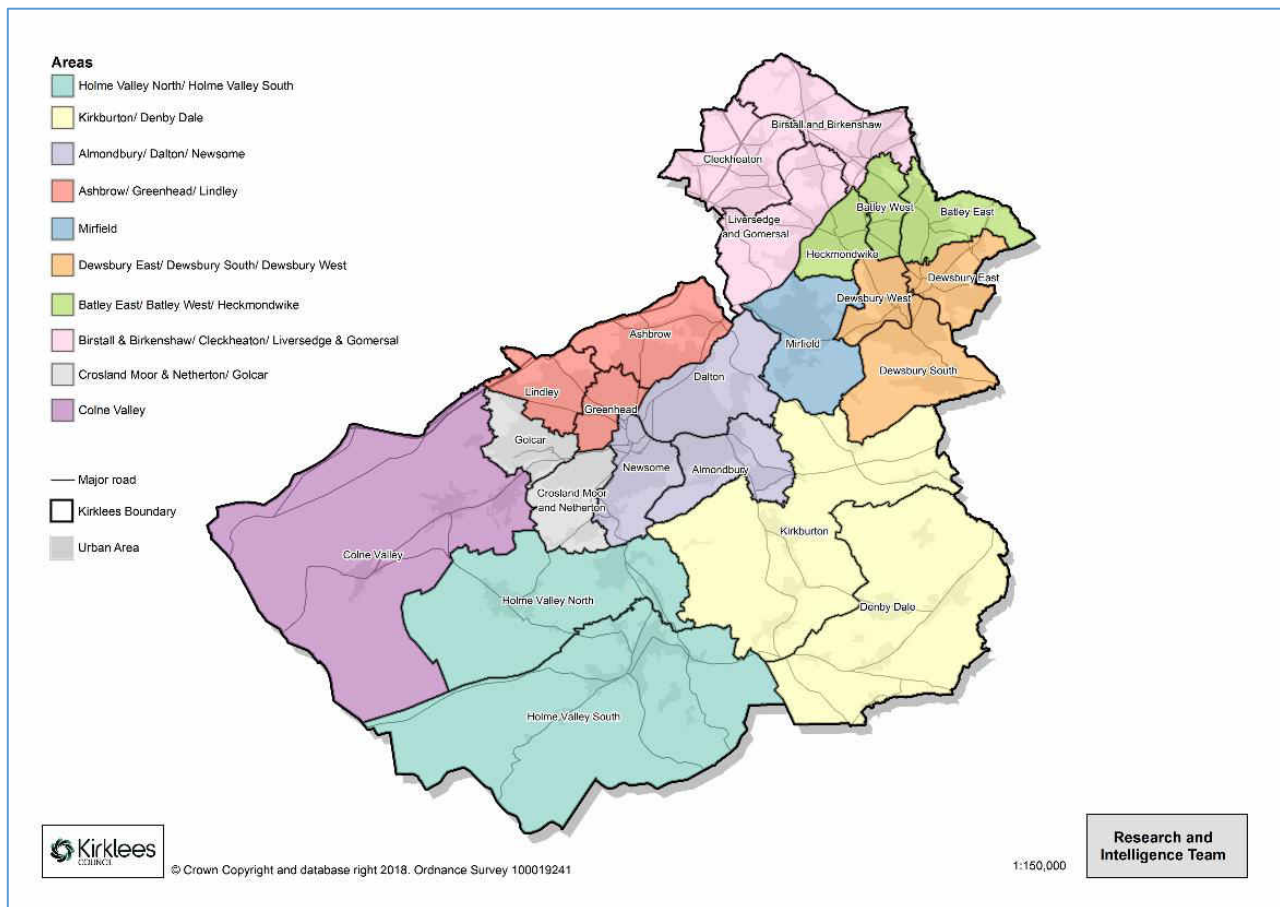 Areas
Holme Valley North/ Holme Valley South
Kirkburton/ Denby Dale
Almondbury/ Dalton/ Newsome
Ashbrow/ Greenhead/ Lindley
Mirfield
Dewsbury East/ Dewsbury South/ Dewsbury West
Batley East/ Batley West/ Heckmondwike
Birstall & Birkenshaw/ Cleckheaton/ Liversedge & Gomersal
Crosland Moor & Netherton/ Golcar
Colne Valley
Major road
Kirklees Boundary
Urban Area
Birstall and Birkenshaw
Cleckheaton
Batley West
Batley East
Liversedge
and Gomersal
Heckmondwike
Dewsbury East
Dewsbury West
Ashbrow
Mirfield
Dewsbury South
Dalton
Lindley
Greenhead
Golcar
Newsome
Almondbury
Crosland Moor
and Netherton
Kirkburton
Colne Valley
Holme Valley North
Denby Dale
Holme Valley South
Kirklees
COUNCIL
© Crown Copyright and database right 2018. Ordnance Survey 100019241
1:150,000
Research and
Intelligence Team